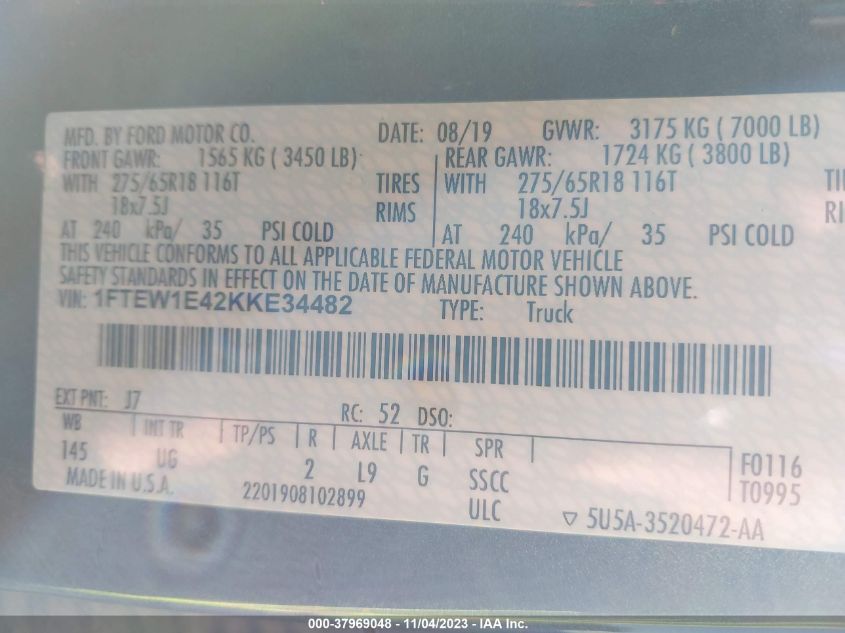 MFD. BY FORD MOTOR CO. DATE: 08/19 GVWR: 3175 KG ( 7000 LB)
FRONT GAWR: 1565 KG ( 3450 LB) REAR GAWR: 1724 KG ( 3800 LB)
WITH 275/65R18 116T TIRES WITH 275/65R18 116T TI
18x7.5J RIMS 18x7.5J RI
AT 240 kPa/ 35 PSI COLD AT 240 kPa/ 35 PSI COLD
THIS VEHICLE CONFORMS TO ALL APPLICABLE FEDERAL MOTOR VEHICLE
SAFETY STANDARDS IN EFFECT ON THE DATE OF MANUFACTURE SHOWN ABOVE.
VIN: 1FTEW1E42KKE34482 TYPE: Truck
EXT PNT: J7 RC: 52 DSO:
WB INT TR TP/PS R AXLE TR SPR
145 UG 2 L9 G SSCC F0116
MADE IN U.S.A. 2201908102899 ULC T0995
▽ 5U5A-3520472-AA
000-37969048 - 11/04/2023 - IAA Inc.